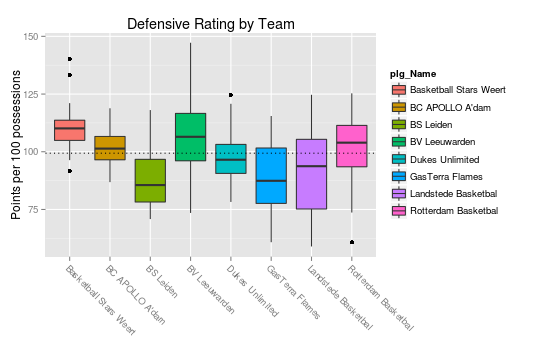 Defensive Rating by Team
Points per 100 possessions
150
125
100
75
Basketball Stars Weert
BC APOLLO A'dam
BS Leiden
BV Leeuwarden
Dukes Unlimited
GasTerra Flames
Landstede Basketbal
Rotterdam Basketbal
plg_Name
Basketball Stars Weert
BC APOLLO A'dam
BS Leiden
BV Leeuwarden
Dukes Unlimited
GasTerra Flames
Landstede Basketbal
Rotterdam Basketbal